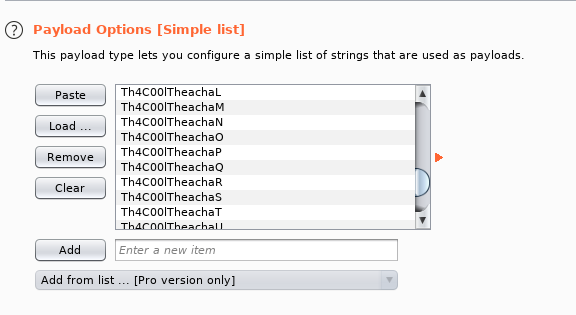 ?
Payload Options [Simple list]
This payload type lets you configure a simple list of strings that are used as payloads.
Paste
Load ...
Remove
Clear
Th4C00lTheachaL
Th4C00lTheachaM
Th4C00lTheachaN
Th4C00lTheachaO
Th4C00lTheachaP
Th4C00lTheachaQ
Th4C00lTheachaR
Th4C00lTheachaS
Th4C00lTheachaT
Th4C00lTheachaU
Add
Enter a new item
Add from list ... [Pro version only]